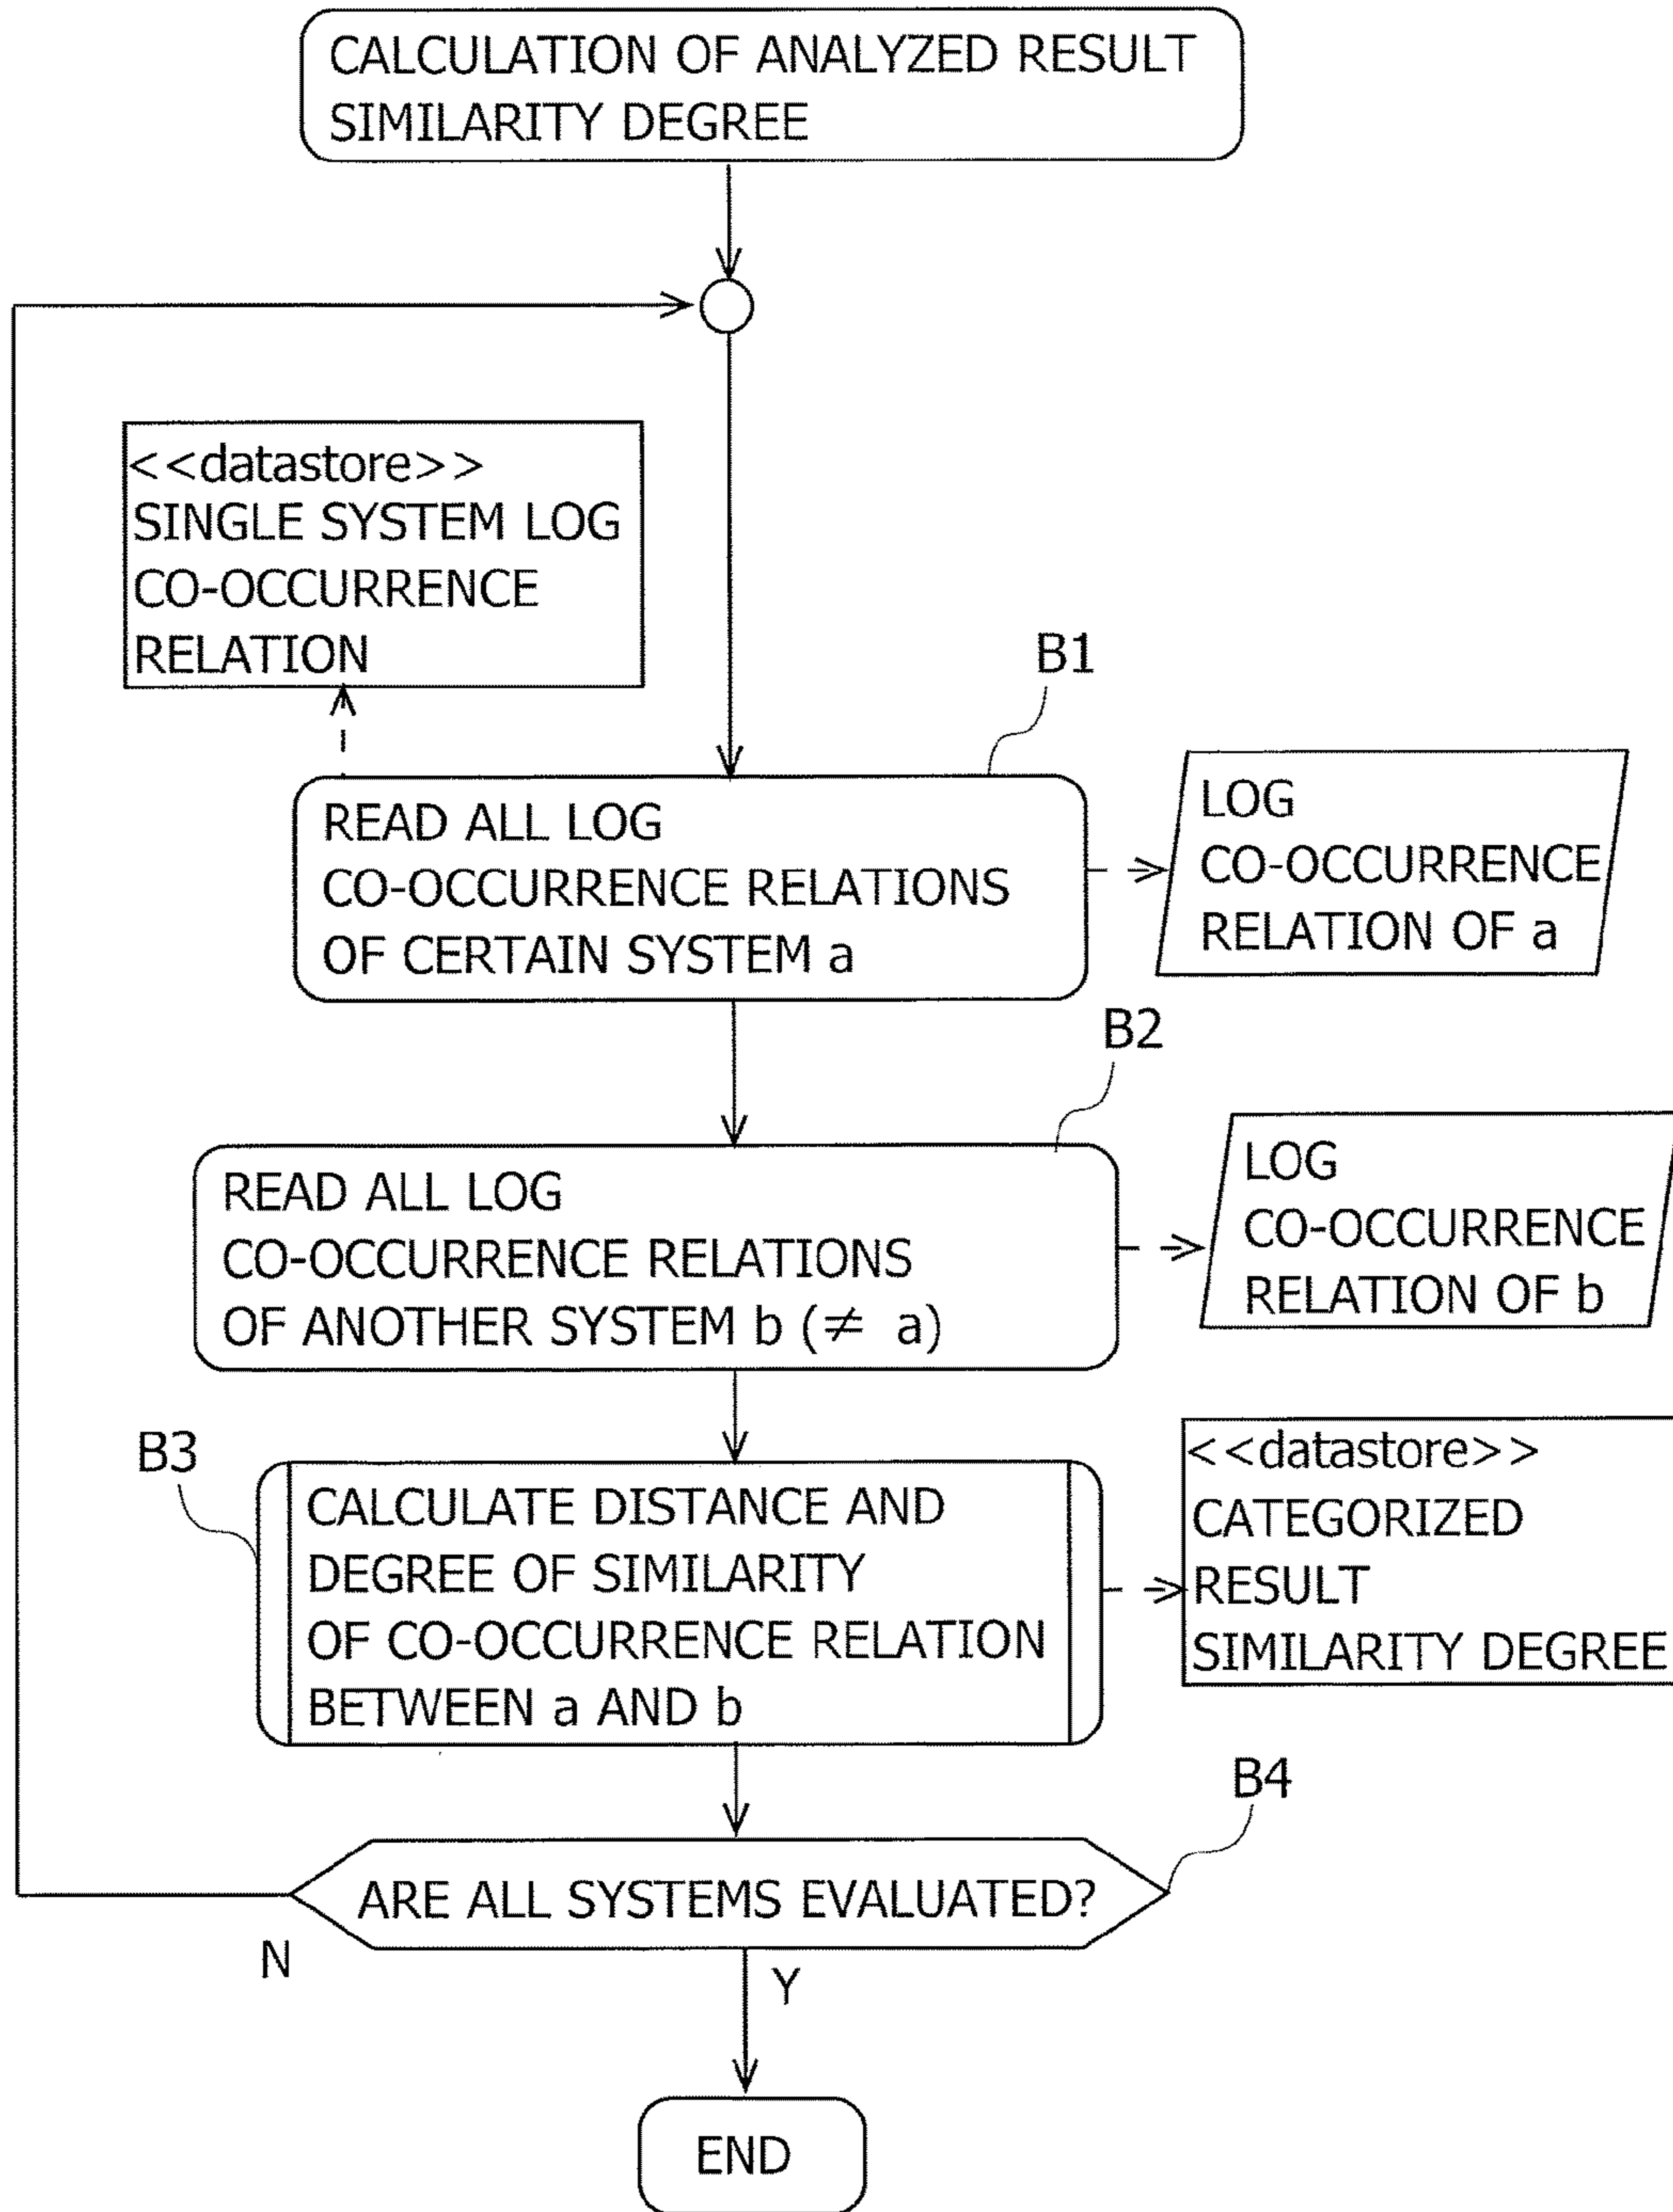 CALCULATION OF ANALYZED RESULT
SIMILARITY DEGREE
<<datastore>>
SINGLE SYSTEM LOG
CO-OCCURRENCE
RELATION
B1
READ ALL LOG
CO-OCCURRENCE RELATIONS
OF CERTAIN SYSTEM a
LOG
CO-OCCURRENCE
RELATION OF a
B2
READ ALL LOG
CO-OCCURRENCE RELATIONS
OF ANOTHER SYSTEM b (≠ a)
LOG
CO-OCCURRENCE
RELATION OF b
B3
CALCULATE DISTANCE AND
DEGREE OF SIMILARITY
OF CO-OCCURRENCE RELATION
BETWEEN a AND b
<<datastore>>
CATEGORIZED
RESULT
SIMILARITY DEGREE
B4
ARE ALL SYSTEMS EVALUATED?
N
Y
END